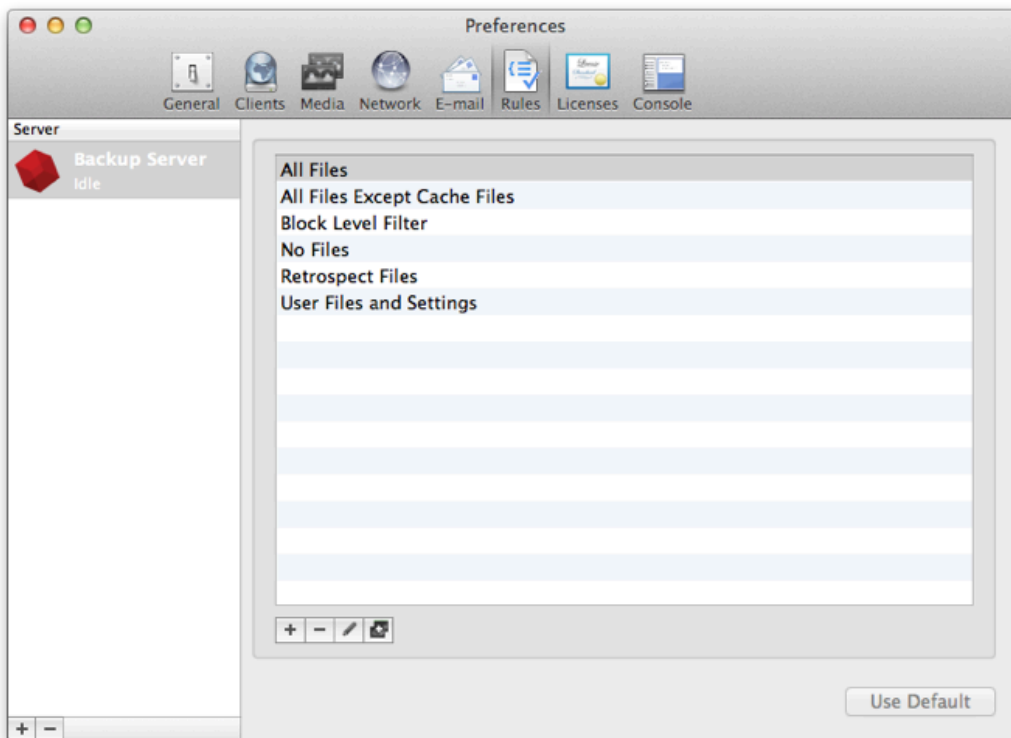 Preferences
General Clients Media Network E-mail Rules Licenses Console
Server
Backup Server
Idle
All Files
All Files Except Cache Files
Block Level Filter
No Files
Retrospect Files
User Files and Settings
Use Default